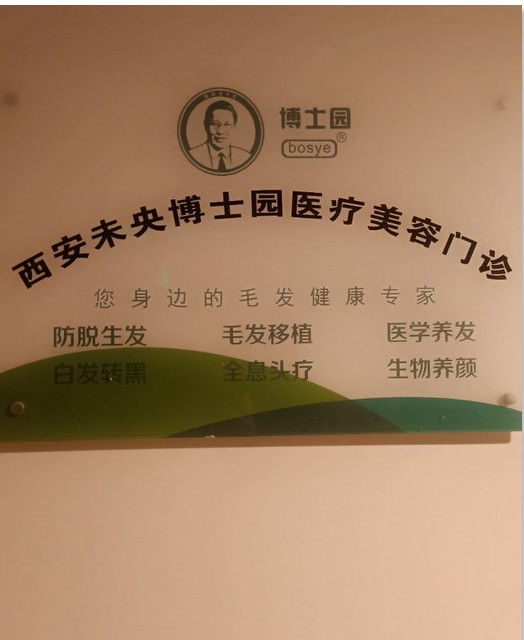 博士园
bosye®
西安未央博士园医疗美容门诊
您身边的毛发健康专家
防脱生发 毛发移植 医学养发
白发转黑 全息头疗 生物养颜